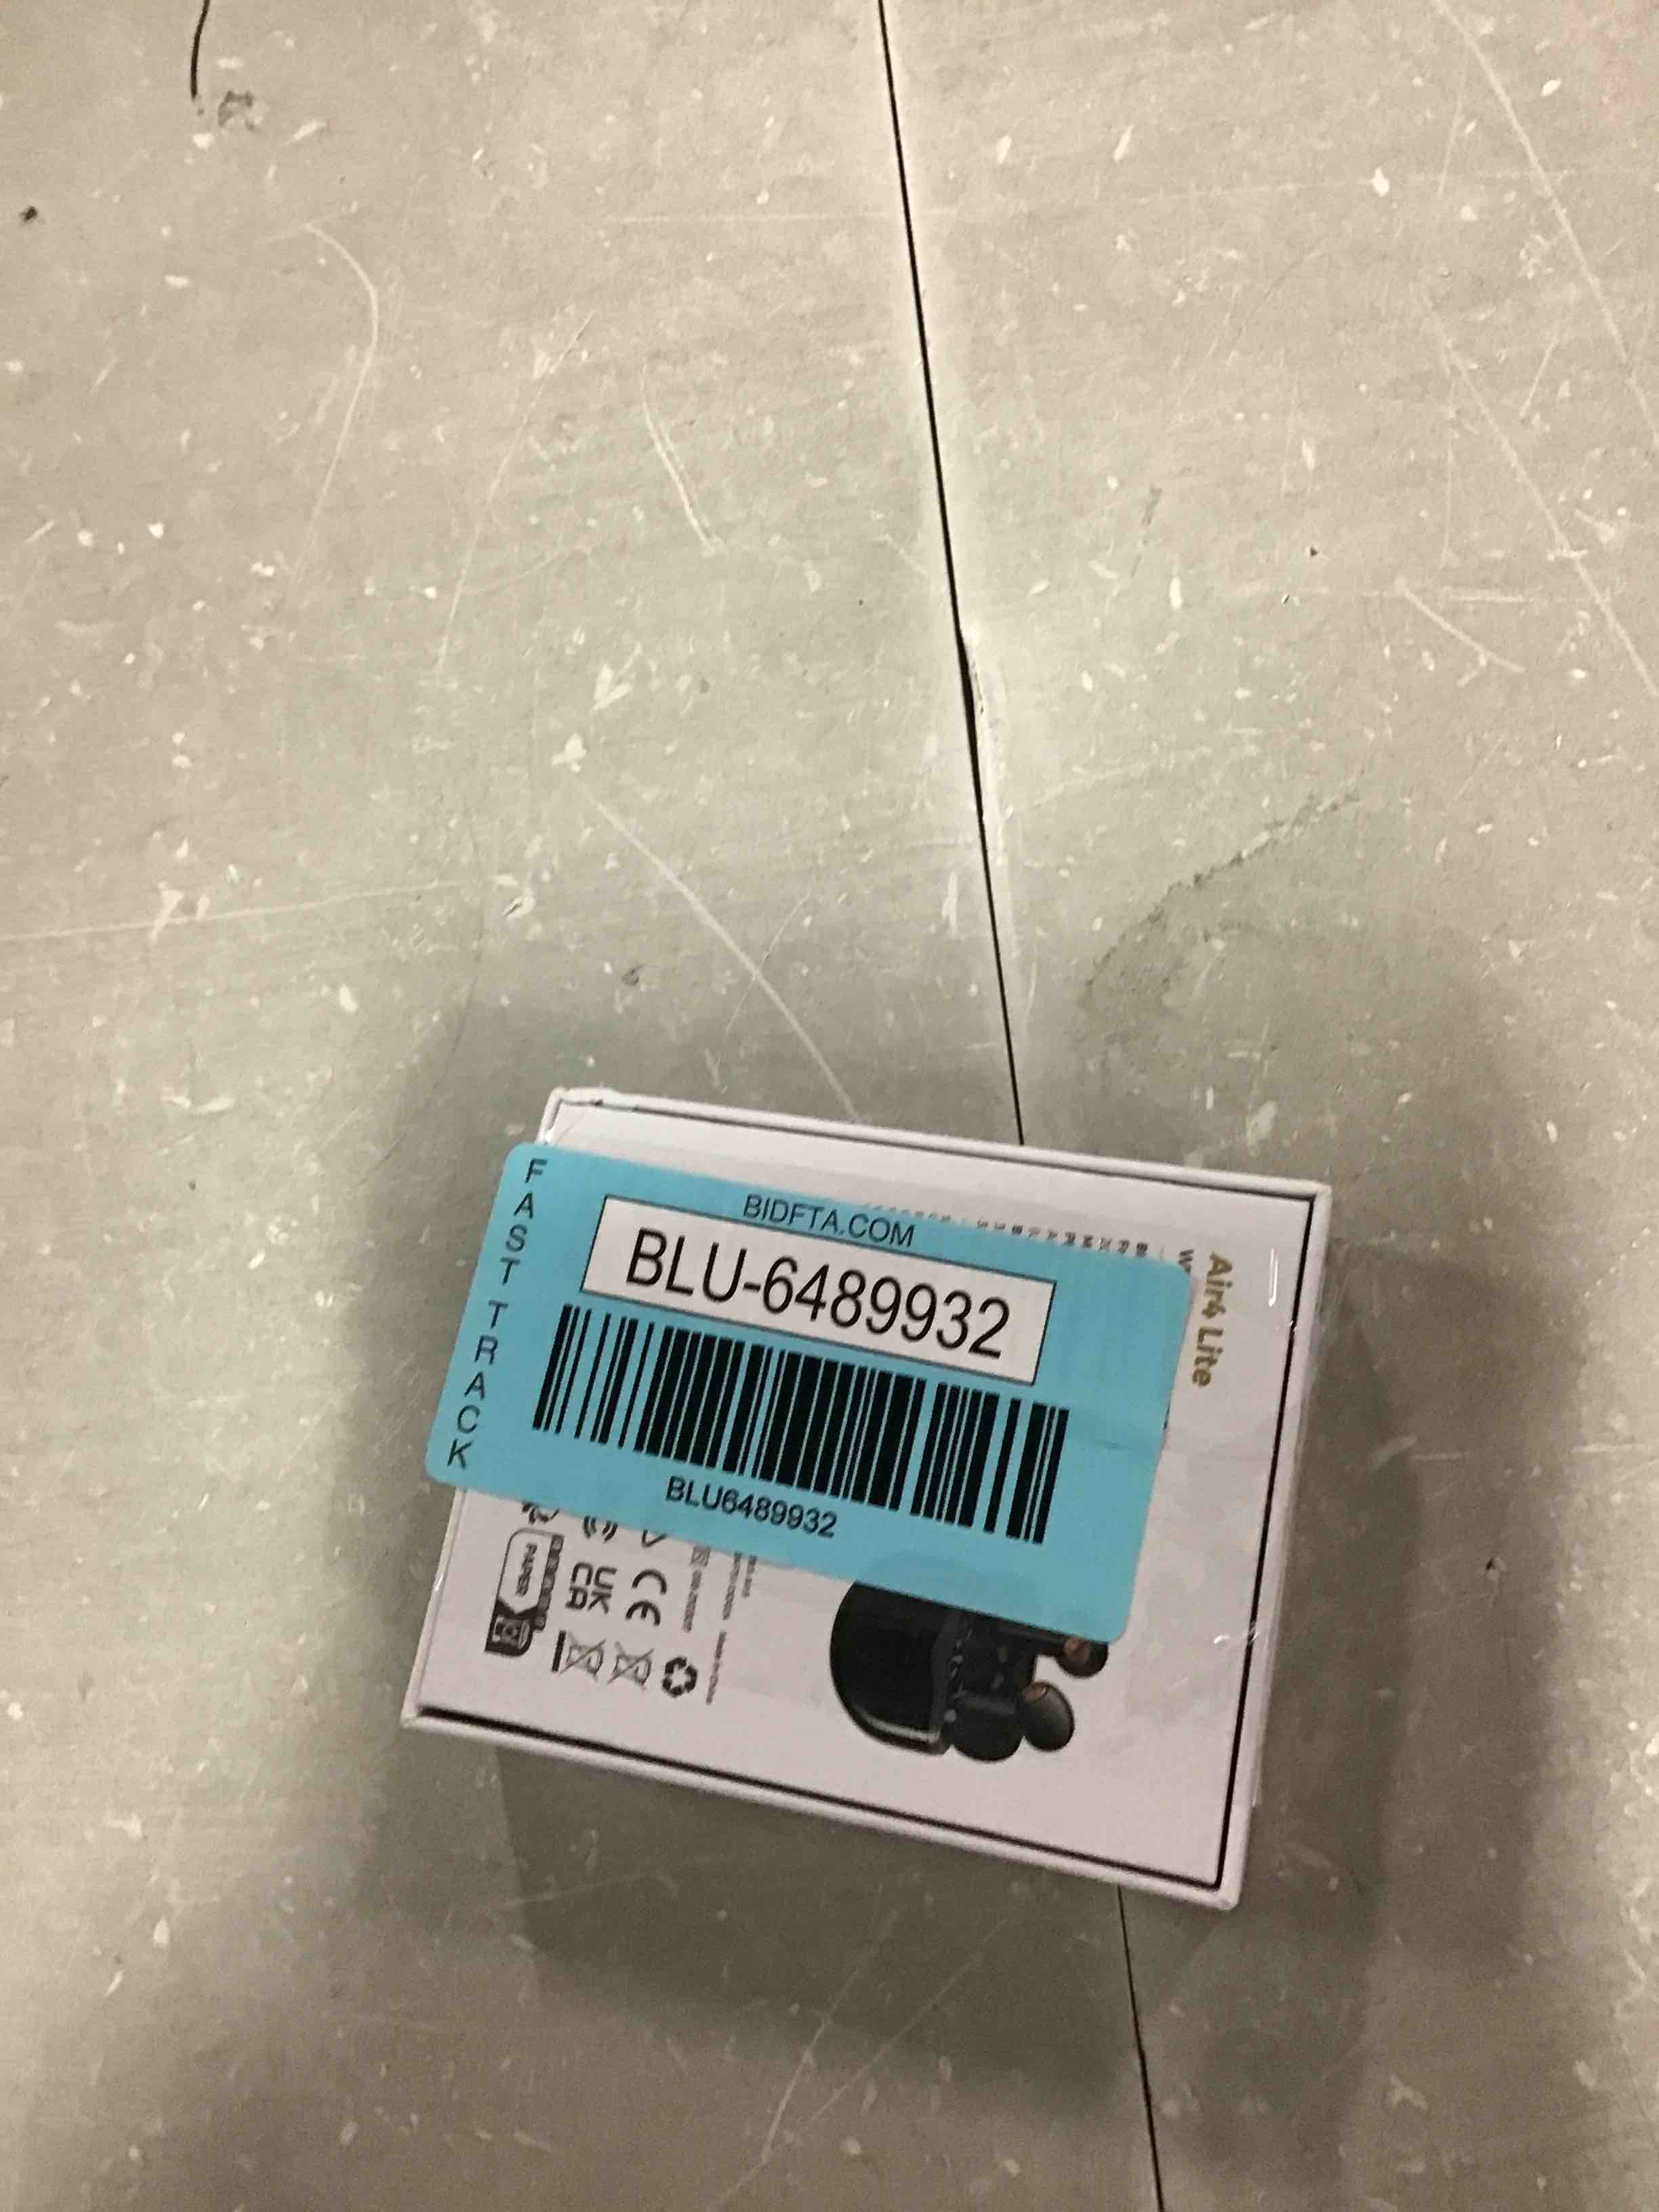 FAST TRACK
BIDFTA.COM
BLU-6489932
BLU6489932
Air4 Lite
CE
UK
CA
PAPER